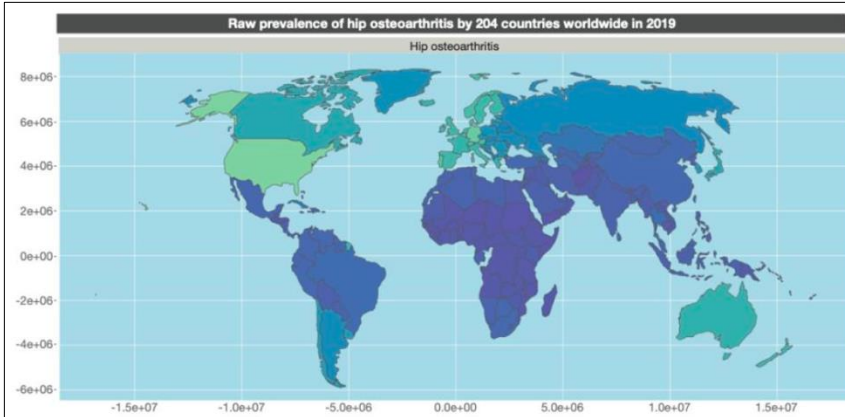 Raw prevalence of hip osteoarthritis by 204 countries worldwide in 2019
Hip osteoarthritis
8e+06
6e+06
4e+06
2e+06
0e+00
-2e+06
-4e+06
-6e+06
-1.5e+07 -1.0e+07 -5.0e+06 0.0e+00 5.0e+06 1.0e+07 1.5e+07